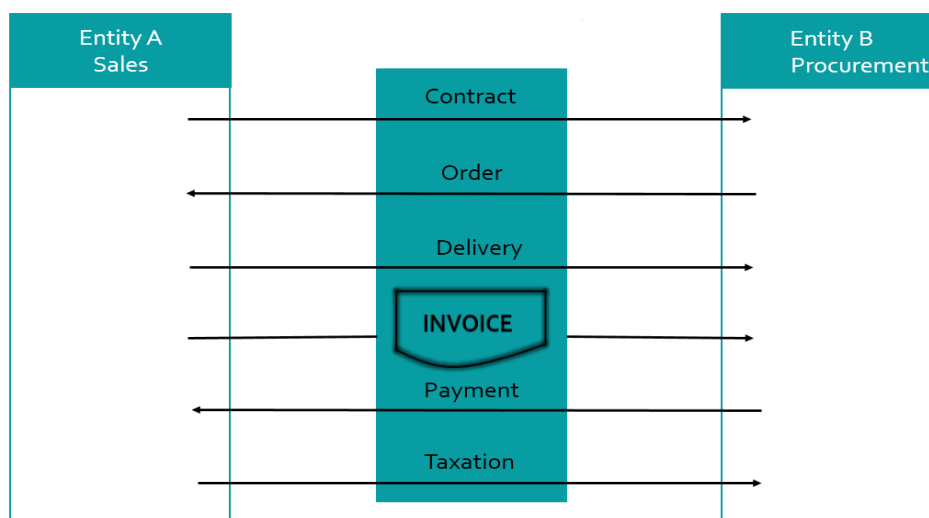 Entity A
Sales
Entity B
Procurement
Contract
Order
Delivery
INVOICE
Payment
Taxation